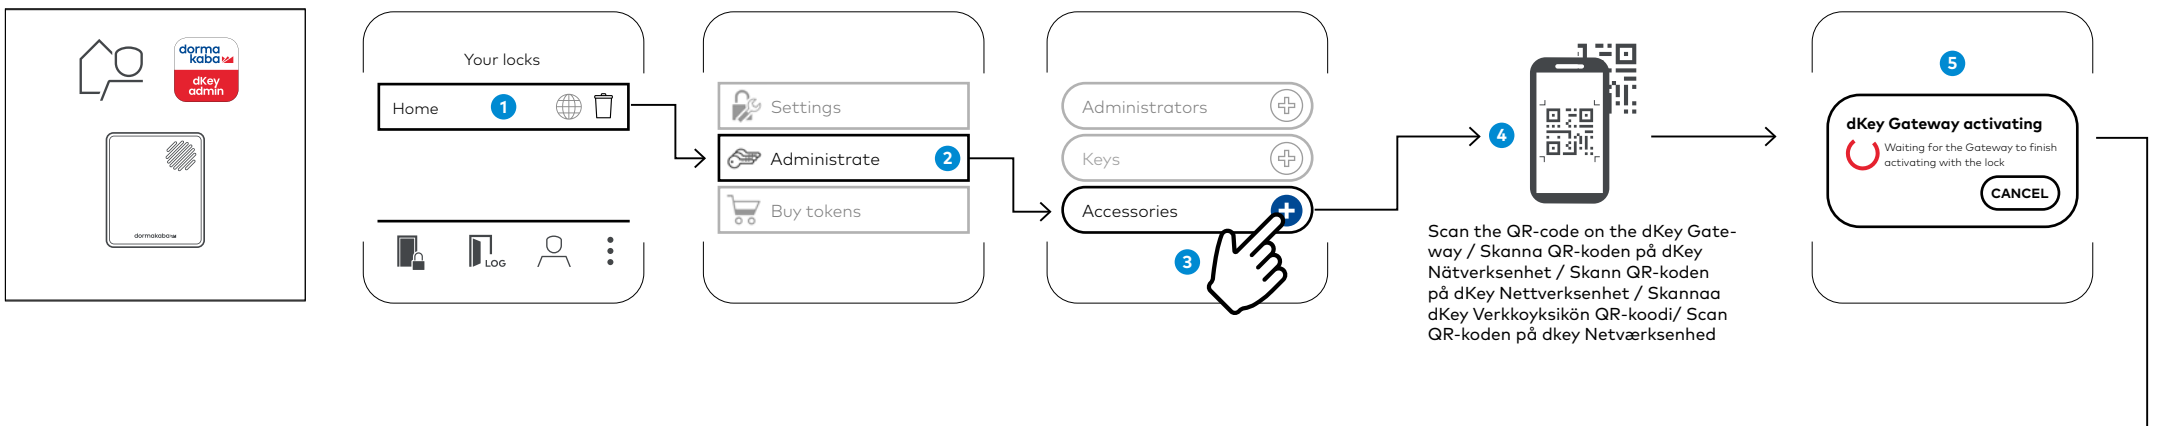 dorma
kaba
dKey
admin
dormakaba
Your locks
Home
1
LOG
Settings
Administrate
2
Buy tokens
Administrators
Keys
Accessories
3
4
Scan the QR-code on the dKey Gate-
way / Skanna QR-koden på dKey
Nätverksenhet / Skann QR-koden
på dKey Nettverksenhet / Skannaa
dKey Verkkoyksikön QR-koodi/ Scan
QR-koden på dkey Netværksenhed
5
dKey Gateway activating
Waiting for the Gateway to finish
activating with the lock
CANCEL